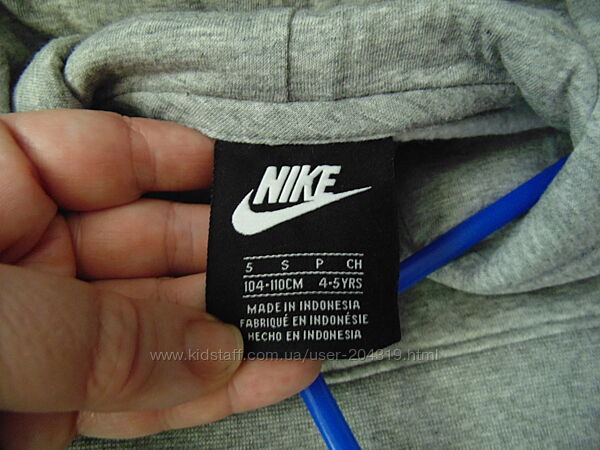 NIKE
S S P CH
104-110CM 4-5YRS
MADE IN INDONESIA
FABRIQUÉ EN INDONÉSIE
HECHO EN INDONESIA
www.kidstaff.com.ua/user-204319.html